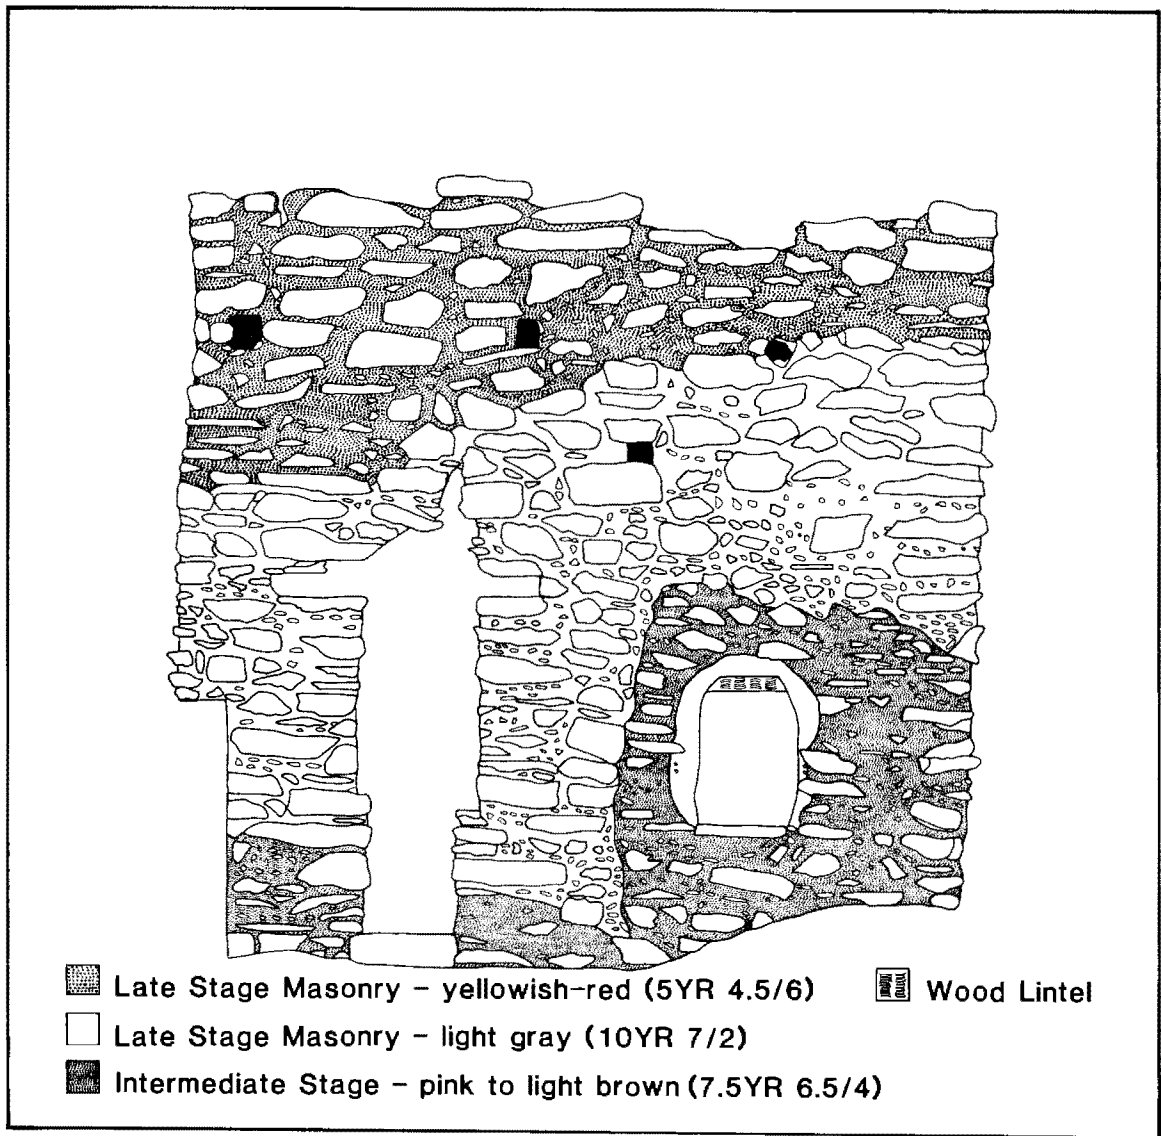 Late Stage Masonry - yellowish-red (5YR 4.5/6)
Wood Lintel
Late Stage Masonry - light gray (10YR 7/2)
Intermediate Stage - pink to light brown (7.5YR 6.5/4)